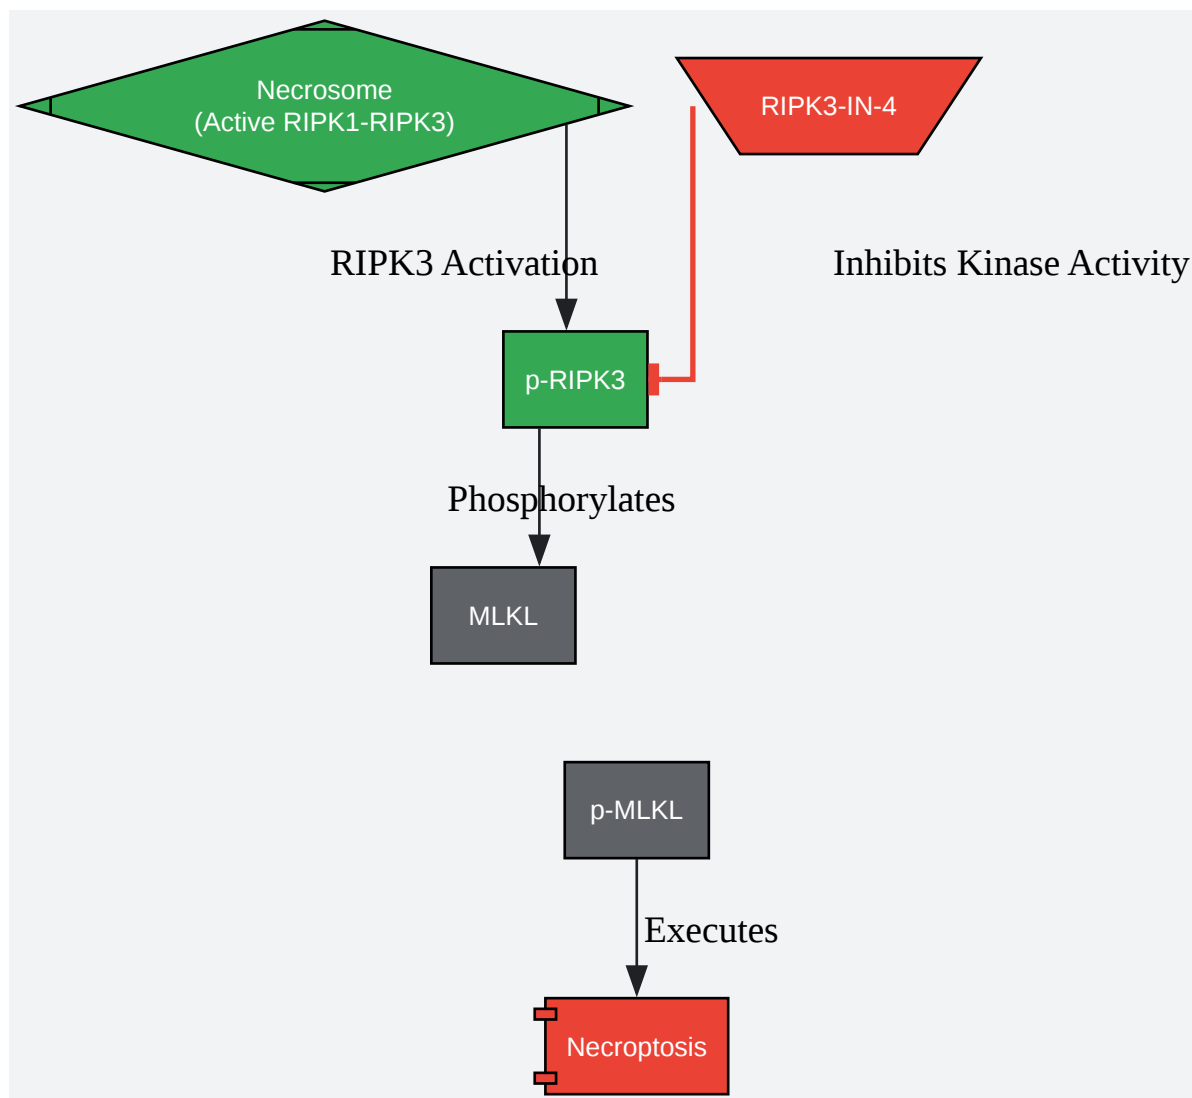 Necrosome
(Active RIPK1-RIPK3)
RIPK3-IN-4
RIPK3 Activation
Inhibits Kinase Activity
p-RIPK3
Phosphorylates
MLKL
p-MLKL
Executes
Necroptosis